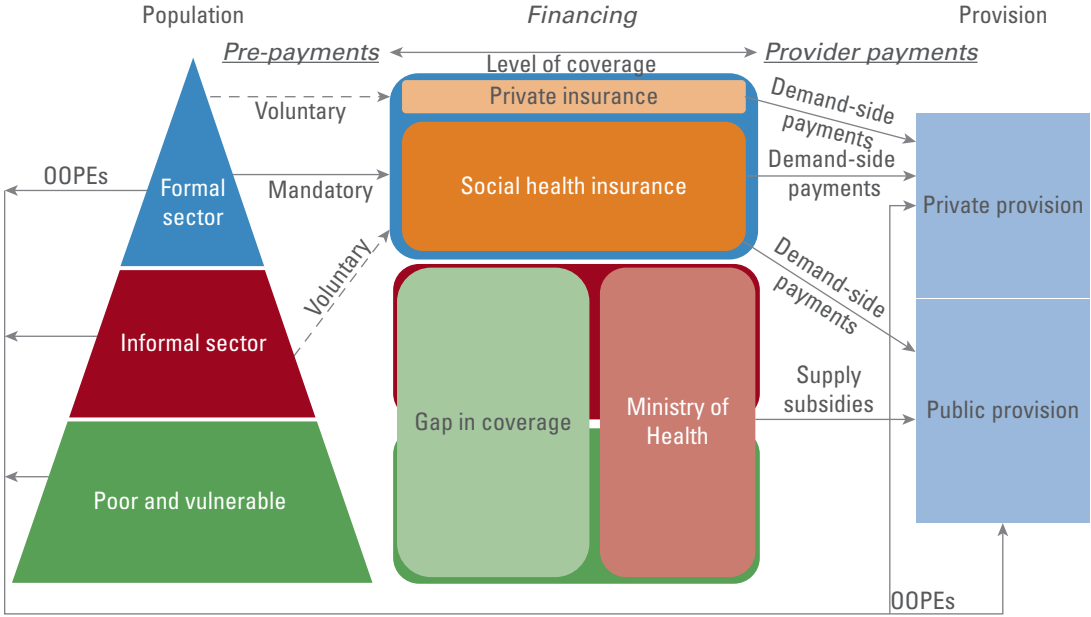 Population
Financing
Provision
Pre-payments
Provider payments
Level of coverage
Private insurance
Voluntary
Demand-side
payments
OOPEs
Formal
sector
Mandatory
Social health insurance
Demand-side
payments
Private provision
Voluntary
Demand-side
payments
Informal sector
Gap in coverage
Ministry of
Health
Supply
subsidies
Public provision
Poor and vulnerable
OOPEs